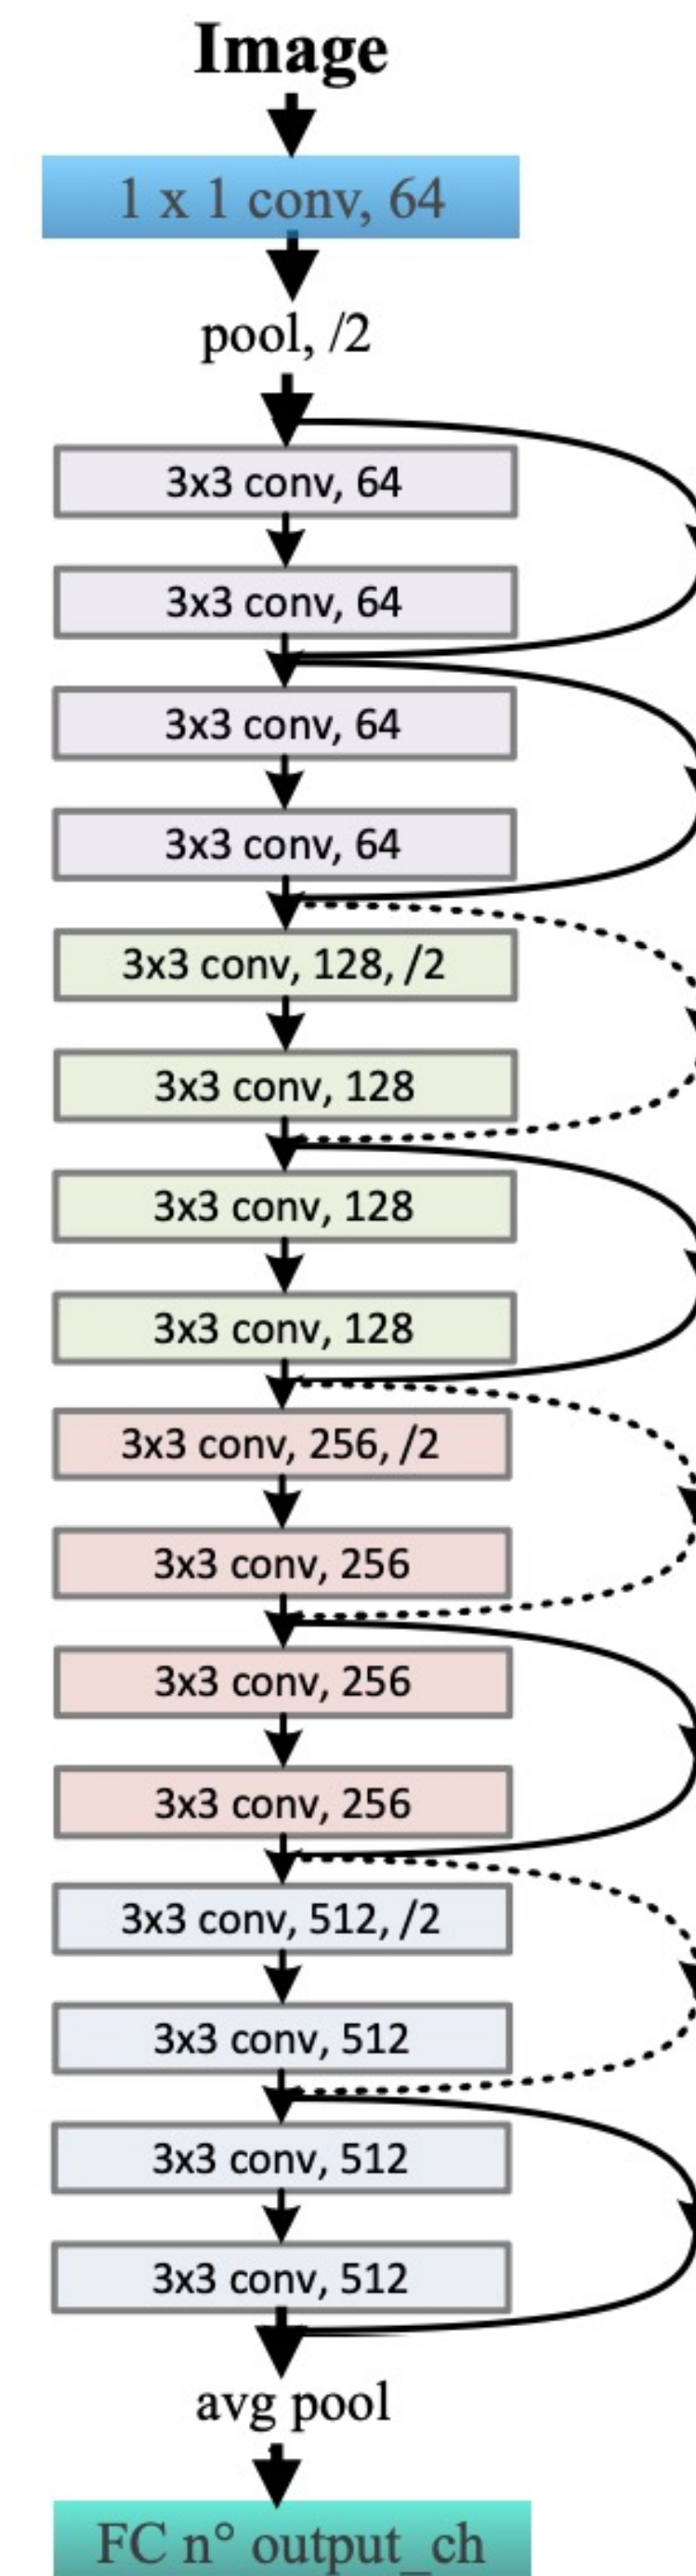 Image
1 x 1 conv, 64
pool, /2
3x3 conv, 64
3x3 conv, 64
3x3 conv, 64
3x3 conv, 64
3x3 conv, 128, /2
3x3 conv, 128
3x3 conv, 128
3x3 conv, 128
3x3 conv, 256, /2
3x3 conv, 256
3x3 conv, 256
3x3 conv, 256
3x3 conv, 512, /2
3x3 conv, 512
3x3 conv, 512
3x3 conv, 512
avg pool
FC n° output_ch